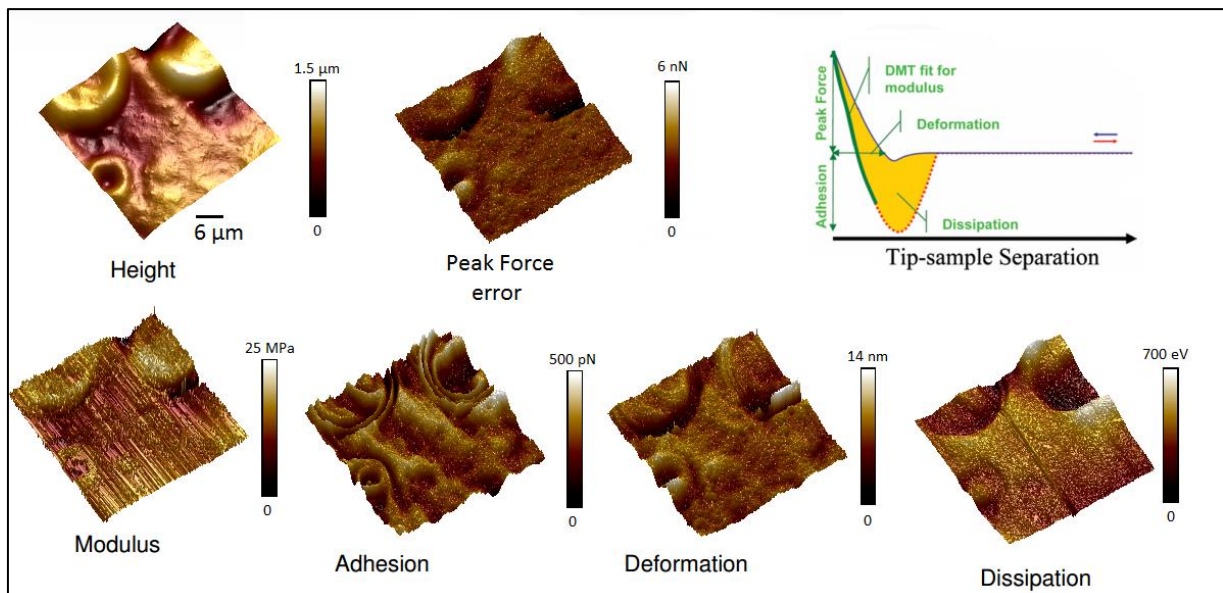 1.5 µm
0
6 µm
Height
6 nN
0
Peak Force
error
Peak Force
Adhesion
DMT fit for
modulus
Deformation
Dissipation
Tip-sample Separation
25 MPa
0
Modulus
500 pN
0
Adhesion
14 nm
0
Deformation
700 eV
0
Dissipation